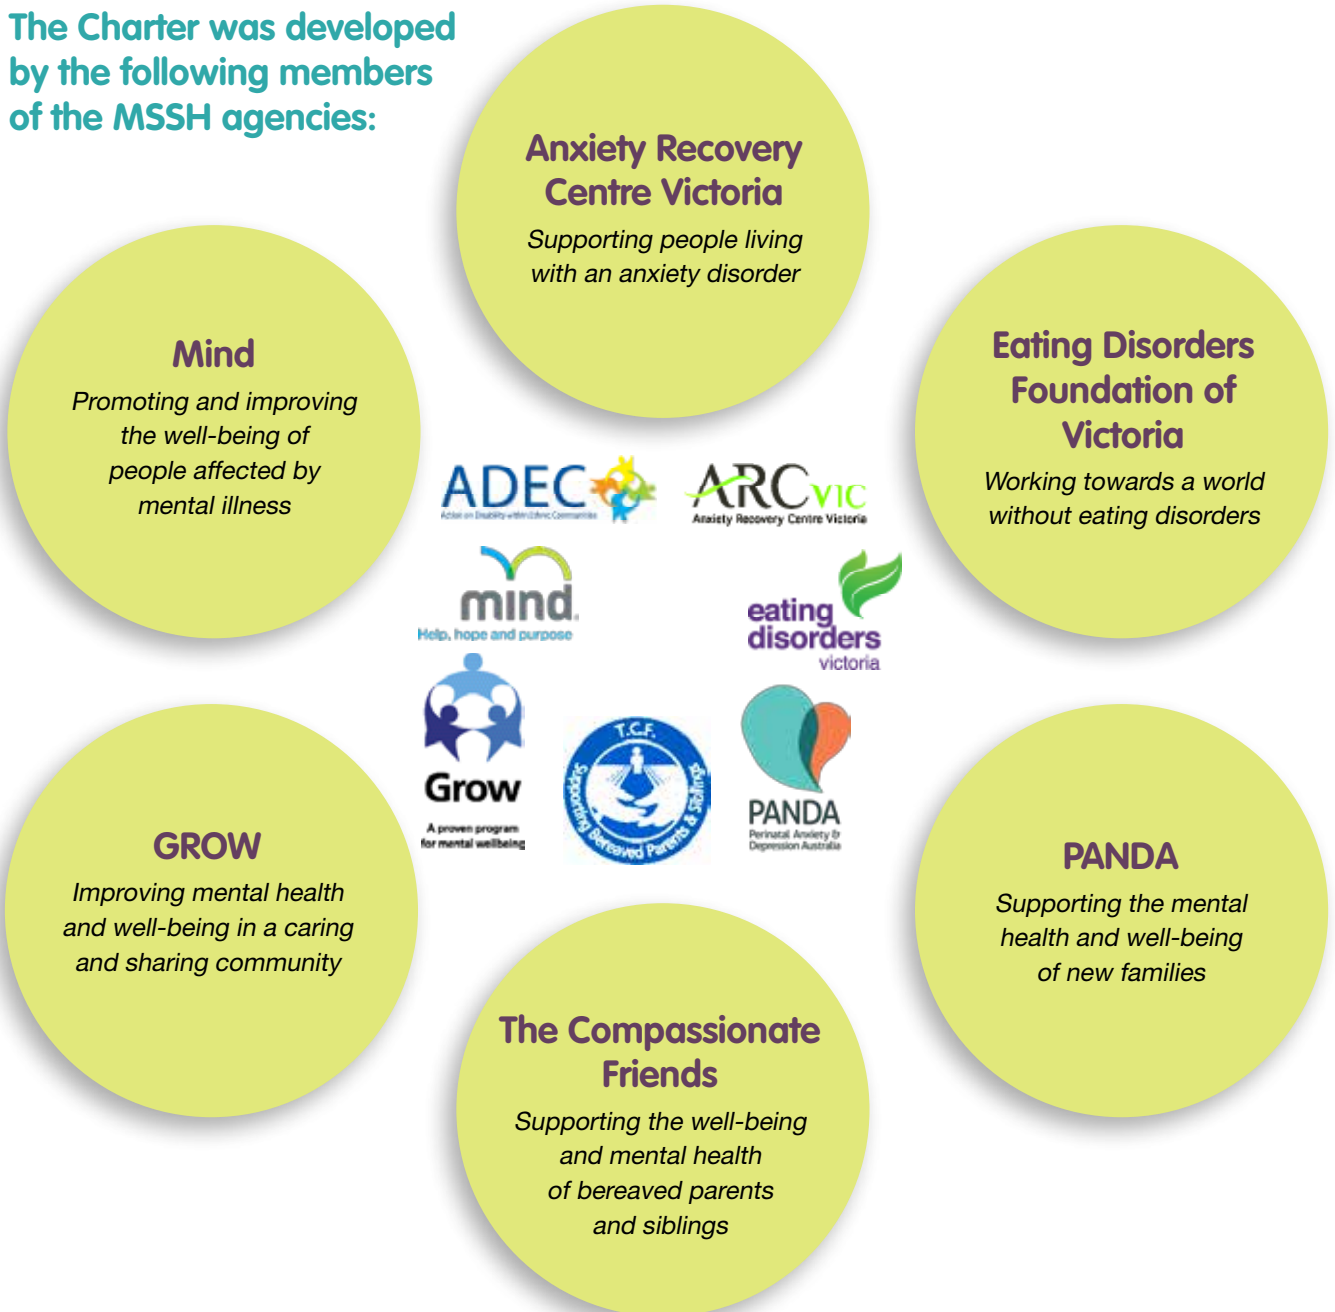 The Charter was developed
by the following members
of the MSSH agencies:
Anxiety Recovery
Centre Victoria
Supporting people living
with an anxiety disorder
Mind
Promoting and improving
the well-being of
people affected by
mental illness
Eating Disorders
Foundation of
Victoria
Working towards a world
without eating disorders
ADEC
Action on Disability within Ethnic Communities
ARCVIC
Anxiety Recovery Centre Victoria
mind
Help, hope and purpose
eating
disorders
victoria
Grow
A proven program
for mental wellbeing
T.C.F.
Supporting Bereaved Parents & Siblings
PANDA
Perinatal Anxiety &
Depression Australia
GROW
Improving mental health
and well-being in a caring
and sharing community
PANDA
Supporting the mental
health and well-being
of new families
The Compassionate
Friends
Supporting the well-being
and mental health
of bereaved parents
and siblings